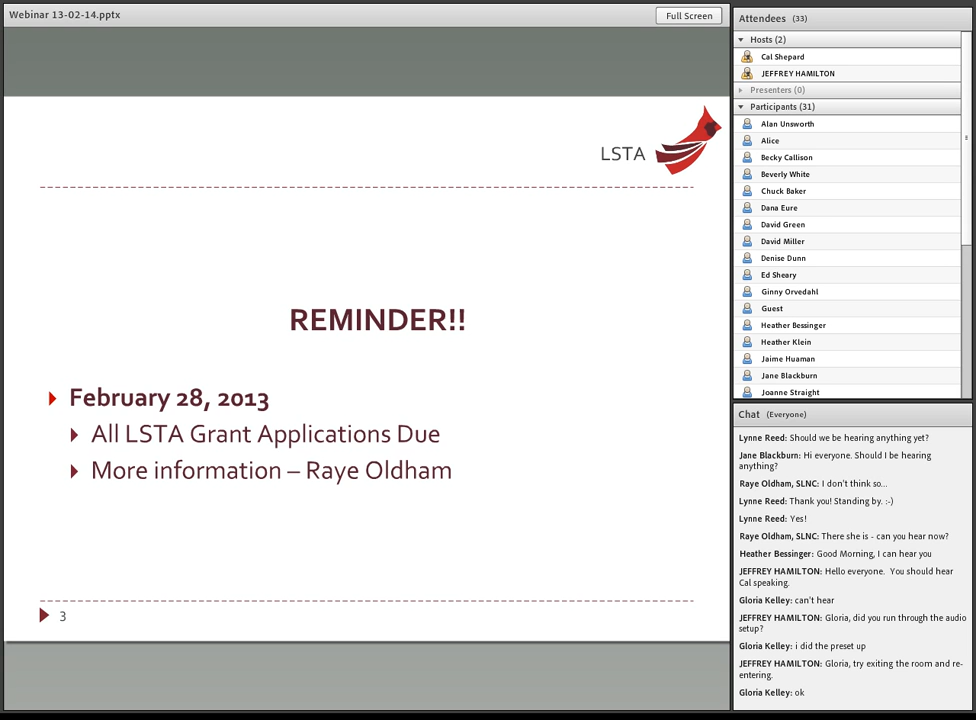 Webinar 13-02-14.pptx
Full Screen
LSTA
REMINDER!!
February 28, 2013
All LSTA Grant Applications Due
More information – Raye Oldham
3
Attendees (33)
Hosts (2)
Cal Shepard
JEFFREY HAMILTON
Presenters (0)
Participants (31)
Alan Unsworth
Alice
Becky Callison
Beverly White
Chuck Baker
Dana Eure
David Green
David Miller
Denise Dunn
Ed Sheary
Ginny Orvedahl
Guest
Heather Bessinger
Heather Klein
Jaime Huaman
Jane Blackburn
Joanne Straight
Chat (Everyone)
Lynne Reed: Should we be hearing anything yet?
Jane Blackburn: Hi everyone. Should I be hearing
anything?
Raye Oldham, SLNC: I don't think so...
Lynne Reed: Thank you! Standing by. :-)
Lynne Reed: Yes!
Raye Oldham, SLNC: There she is - can you hear now?
Heather Bessinger: Good Morning, I can hear you
JEFFREY HAMILTON: Hello everyone. You should hear
Cal speaking.
Gloria Kelley: can't hear
JEFFREY HAMILTON: Gloria, did you run through the audio
setup?
Gloria Kelley: i did the preset up
JEFFREY HAMILTON: Gloria, try exiting the room and re-
entering.
Gloria Kelley: ok